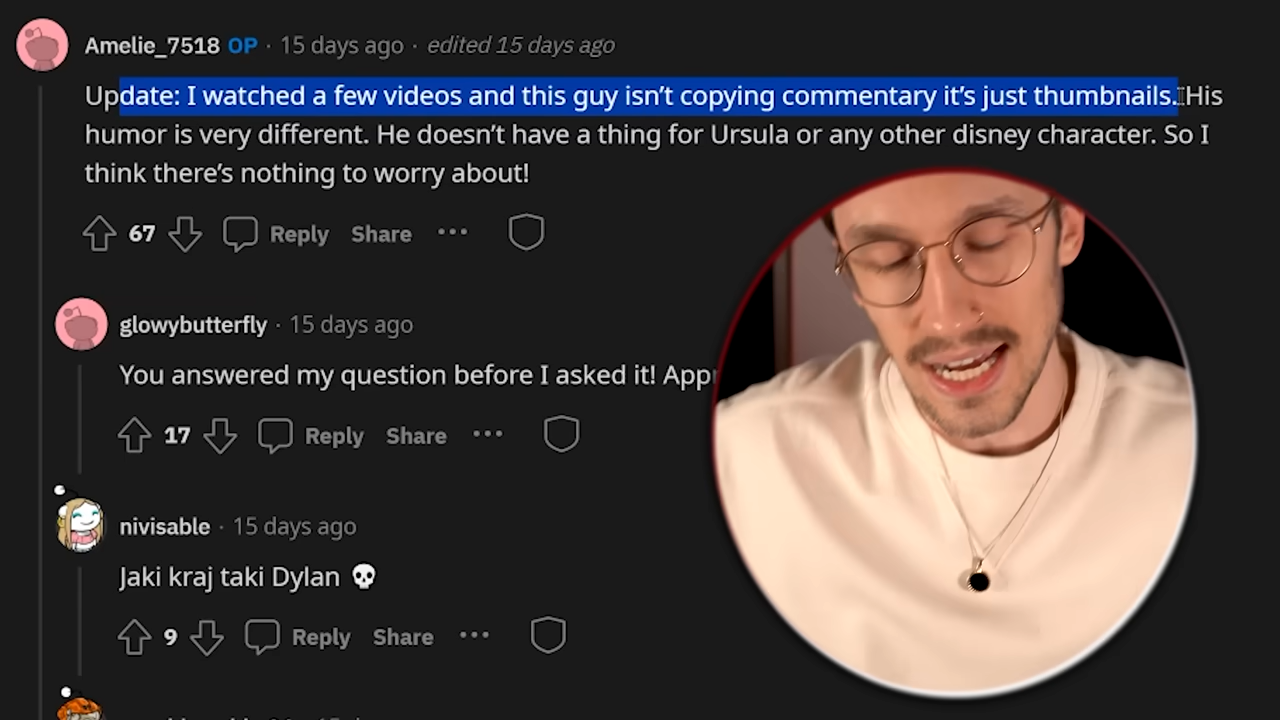 Amelie_7518 OP · 15 days ago · edited 15 days ago
Update: I watched a few videos and this guy isn’t copying commentary it’s just thumbnails. His
humor is very different. He doesn’t have a thing for Ursula or any other disney character. So I
think there’s nothing to worry about!
67 Reply Share ···
glowybutterfly · 15 days ago
You answered my question before I asked it!
17 Reply Share ···
nivisable · 15 days ago
Jaki kraj taki Dylan 💀
9 Reply Share ···